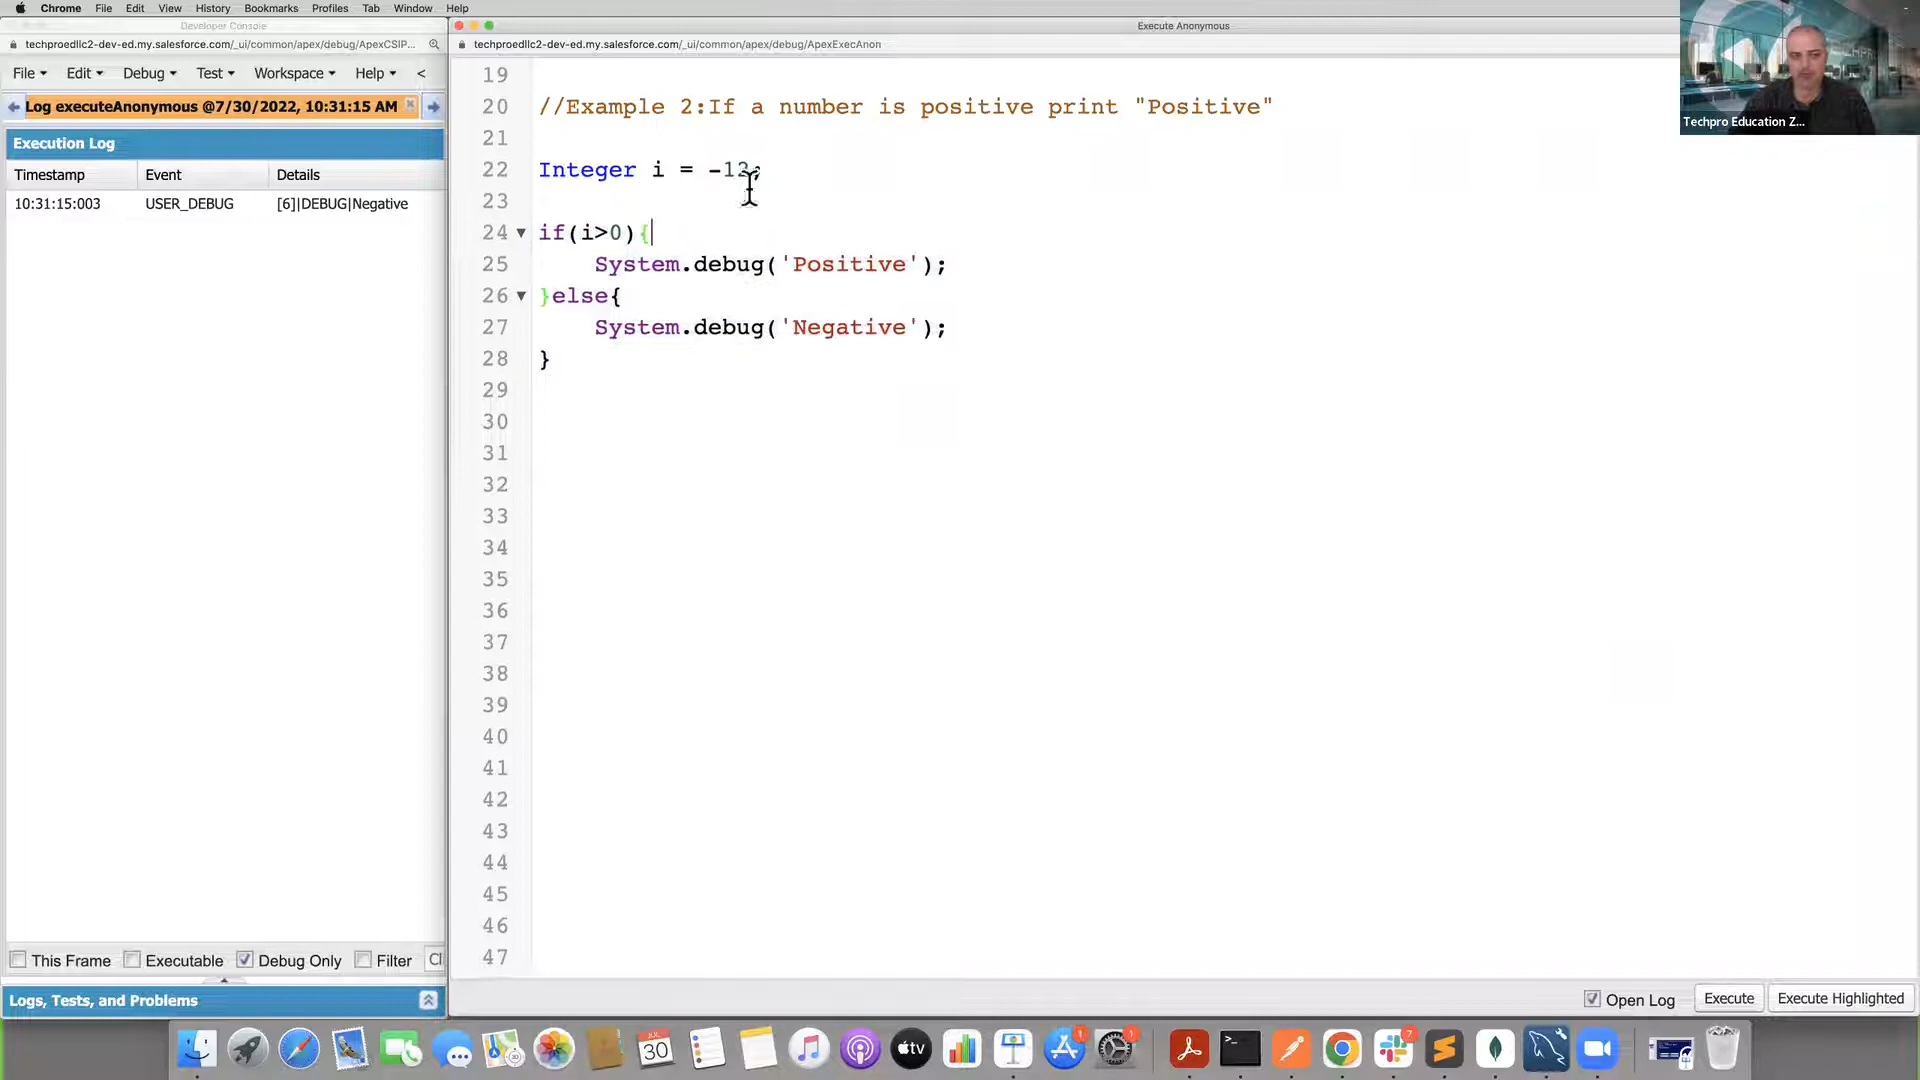 Chrome File Edit View History Bookmarks Profiles Tab Window Help
Developer Console
techproedllc2-dev-ed.my.salesforce.com/_ui/common/apex/debug/ApexCSIP...
File Edit Debug Test Workspace Help <
Log executeAnonymous @7/30/2022, 10:31:15 AM
Execution Log
Timestamp Event Details
10:31:15:003 USER_DEBUG [6]|DEBUG|Negative
This Frame Executable Debug Only Filter Cl
Logs, Tests, and Problems
Execute Anonymous
techproedllc2-dev-ed.my.salesforce.com/_ui/common/apex/debug/ApexExecAnon
19
20 //Example 2:If a number is positive print "Positive"
21
22 Integer i = -12;
23
24 if(i>0){
25 System.debug('Positive');
26 }else{
27 System.debug('Negative');
28 }
29
30
31
32
33
34
35
36
37
38
39
40
41
42
43
44
45
46
47
Open Log Execute Execute Highlighted
Techpro Education Z...
JUL
30
tv
1
1
7